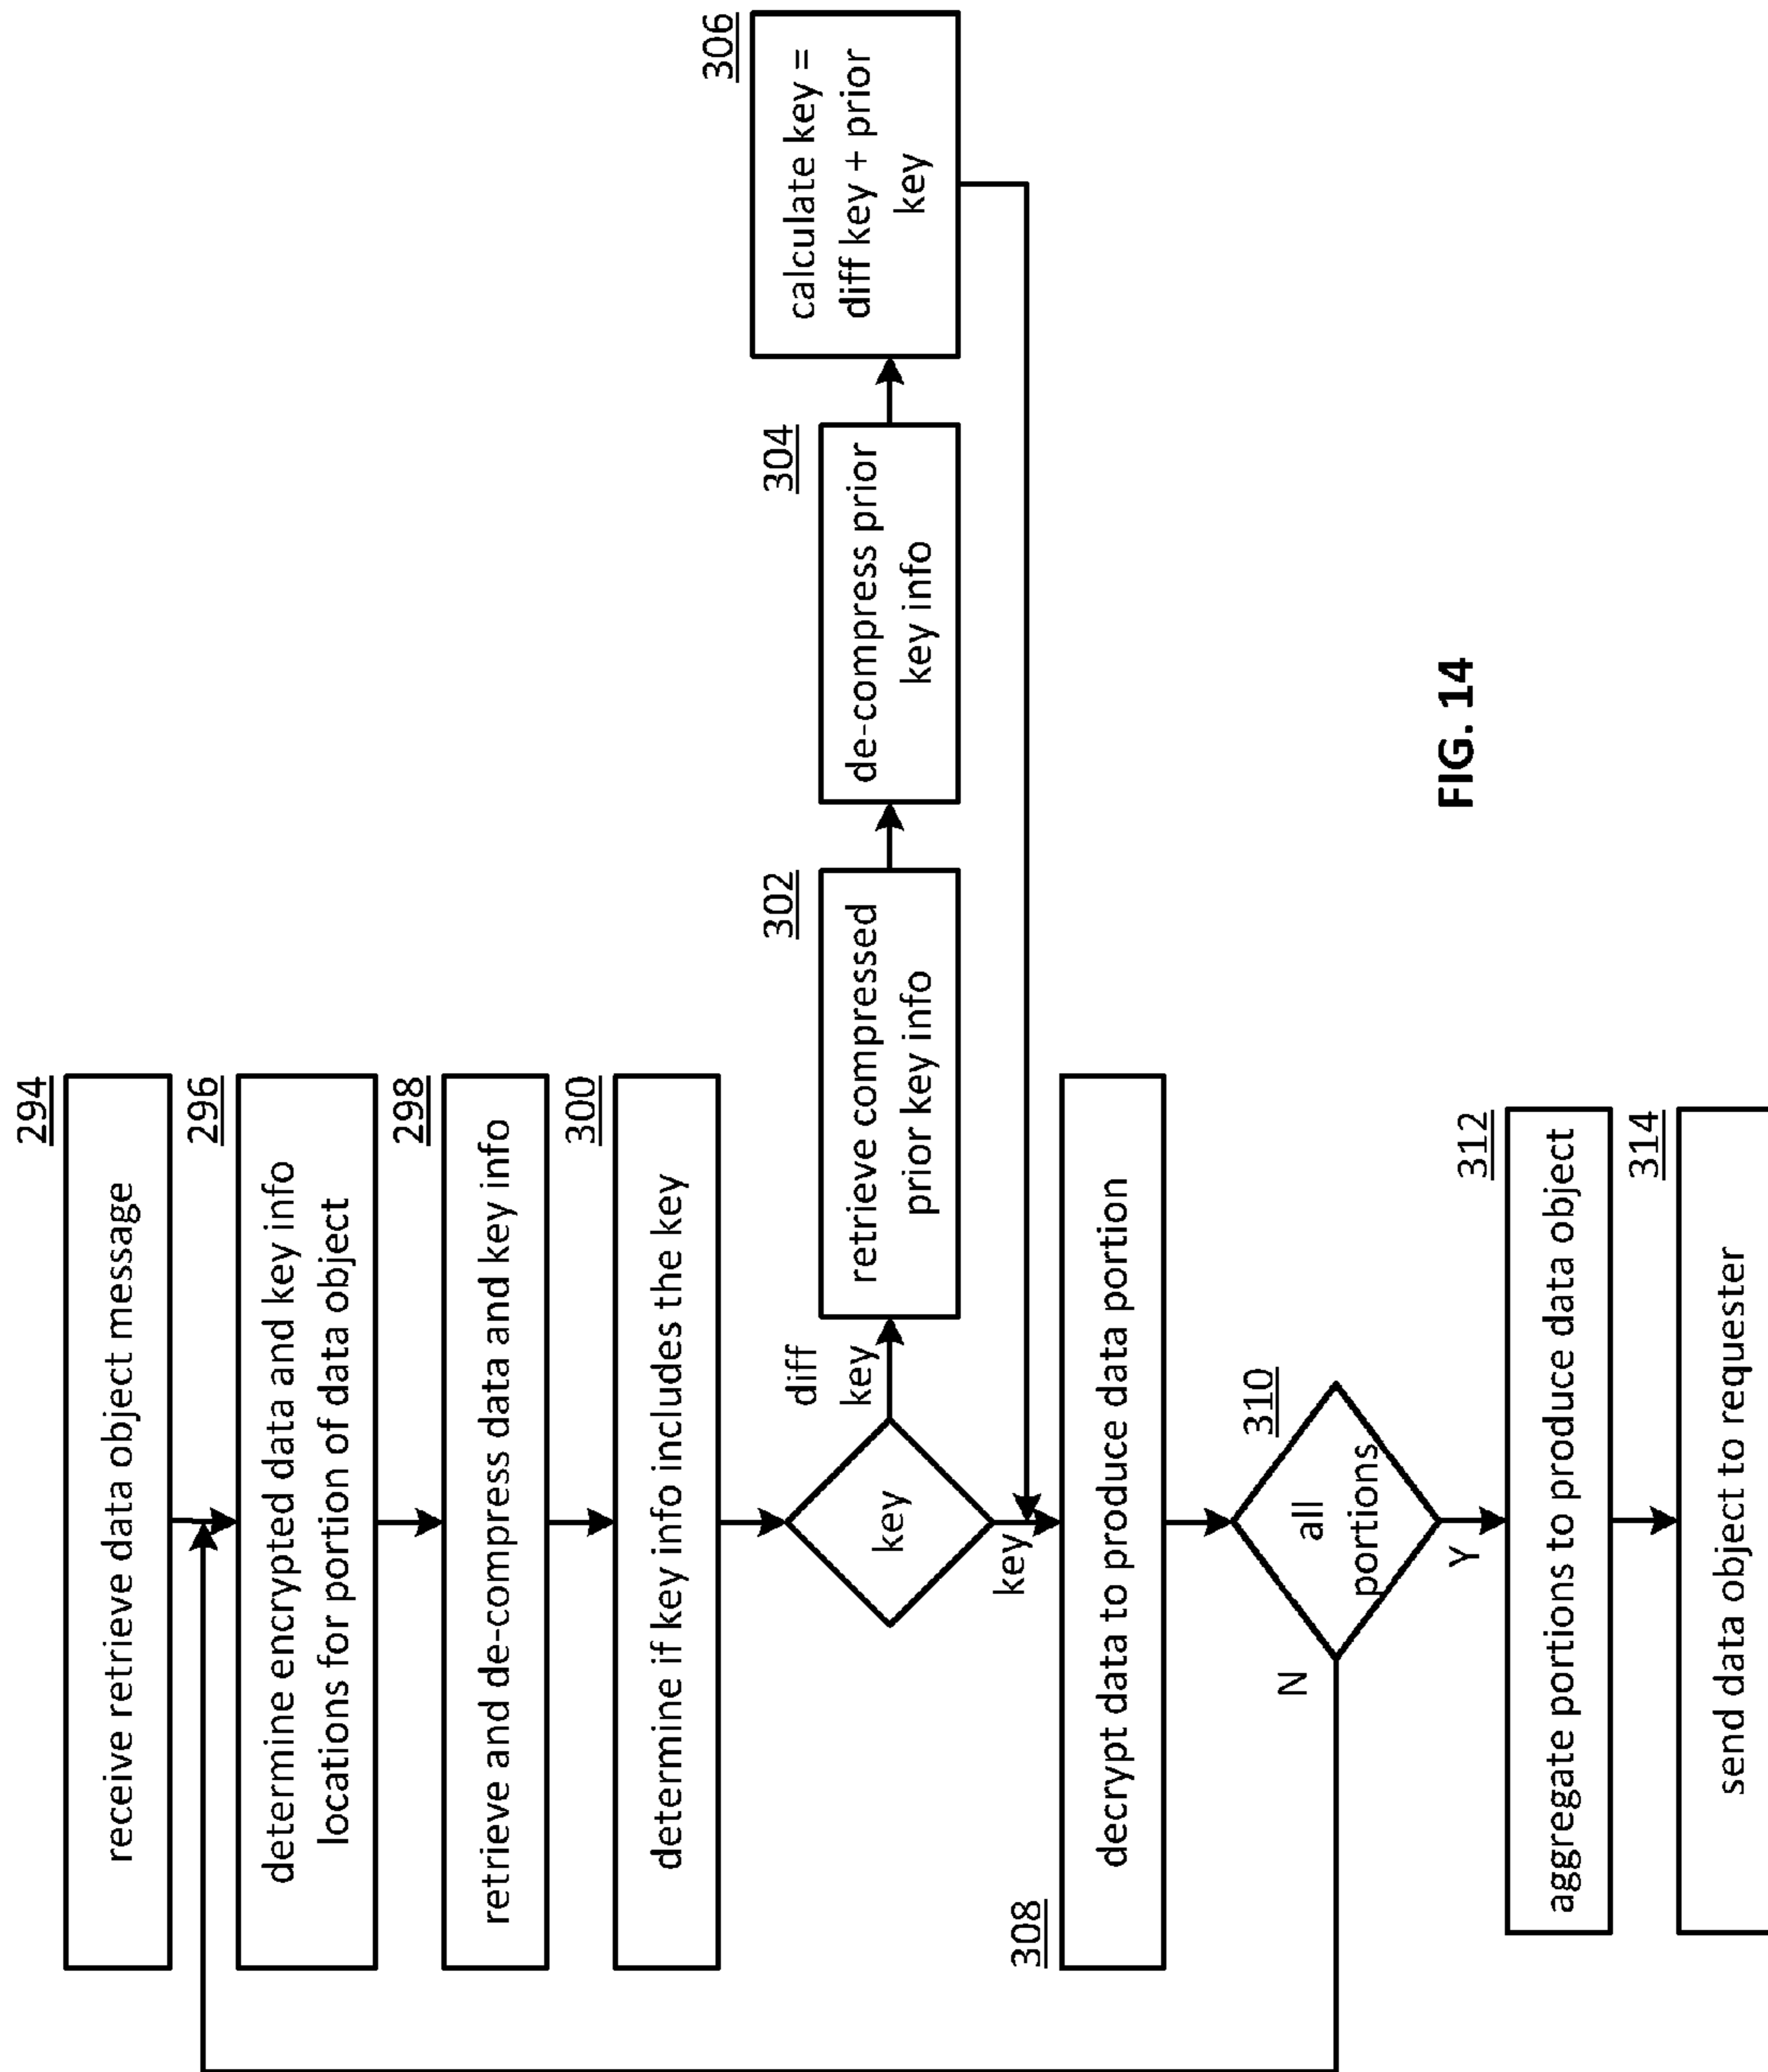 294
receive retrieve data object message
296
determine encrypted data and key info
locations for portion of data object
298
retrieve and de-compress data and key info
300
determine if key info includes the key
key
diff
key
302
retrieve compressed
prior key info
304
de-compress prior
key info
306
calculate key =
diff key + prior
key
key
308
decrypt data to produce data portion
310
all
portions
N
Y
312
aggregate portions to produce data object
314
send data object to requester
FIG. 14